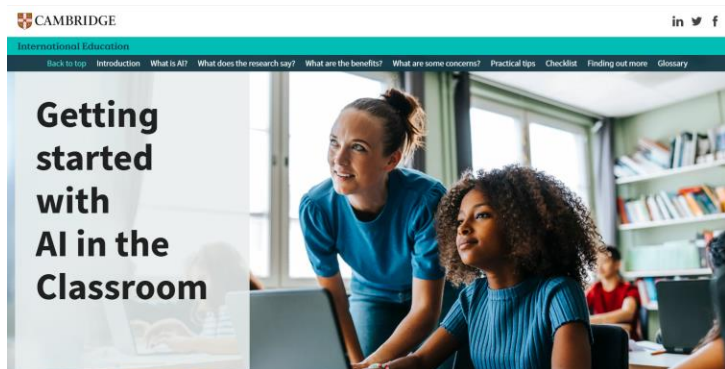 CAMBRIDGE
in f
International Education
Back to top Introduction What is AI? What does the research say? What are the benefits? What are some concerns? Practical tips Checklist Finding out more Glossary
Getting
started
with
AI in the
Classroom